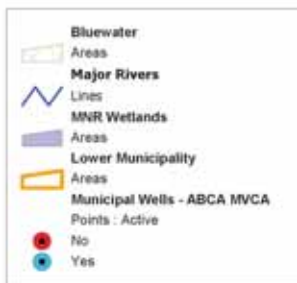 Bluewater
Areas
Major Rivers
Lines
MNR Wetlands
Areas
Lower Municipality
Areas
Municipal Wells - ABCA MVCA
Points : Active
No
Yes